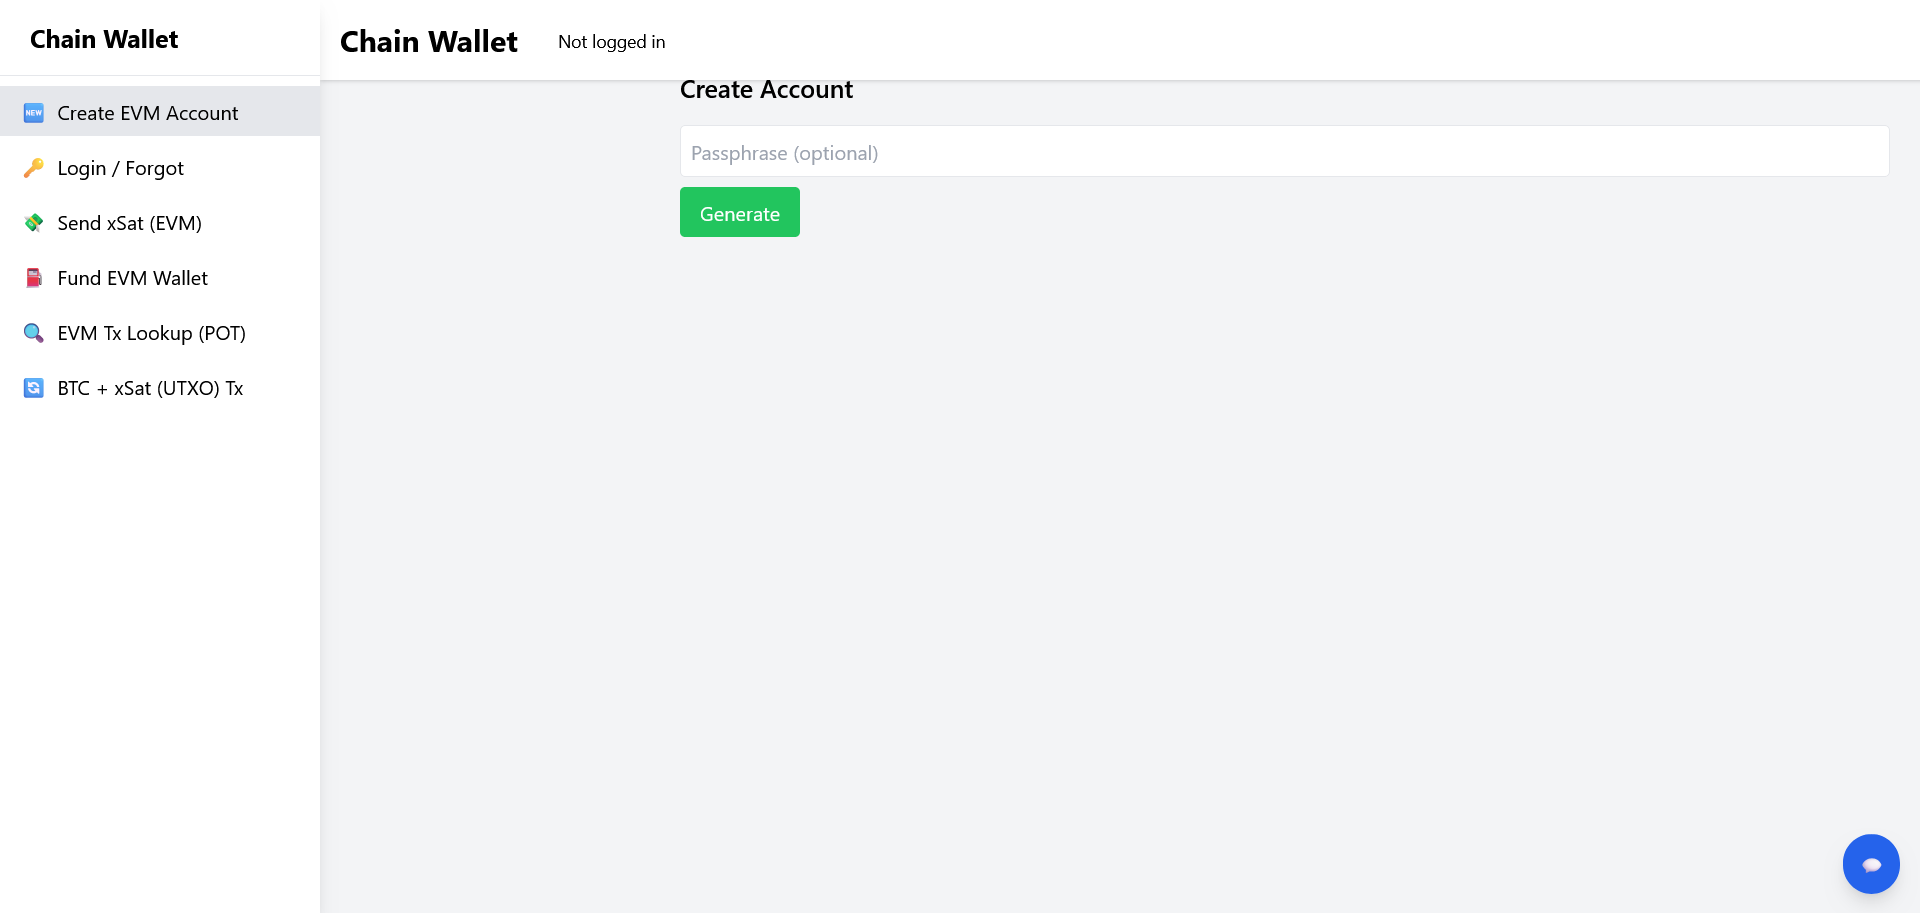 Chain Wallet
Create EVM Account
Login / Forgot
Send xSat (EVM)
Fund EVM Wallet
EVM Tx Lookup (POT)
BTC + xSat (UTXO) Tx
Chain Wallet
Not logged in
Create Account
Passphrase (optional)
Generate